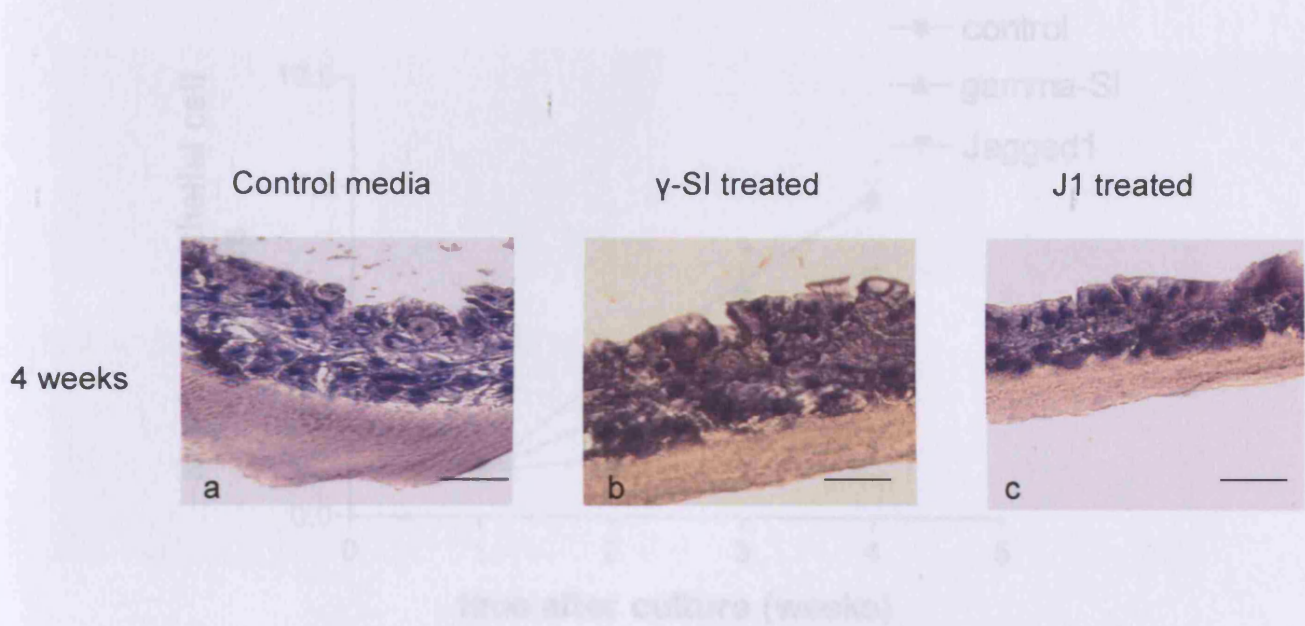 control
gamma-SI
Jagged1
Control media
γ-SI treated
J1 treated
4 weeks
a
b
c
0
2
3
4
5
time after culture (weeks)